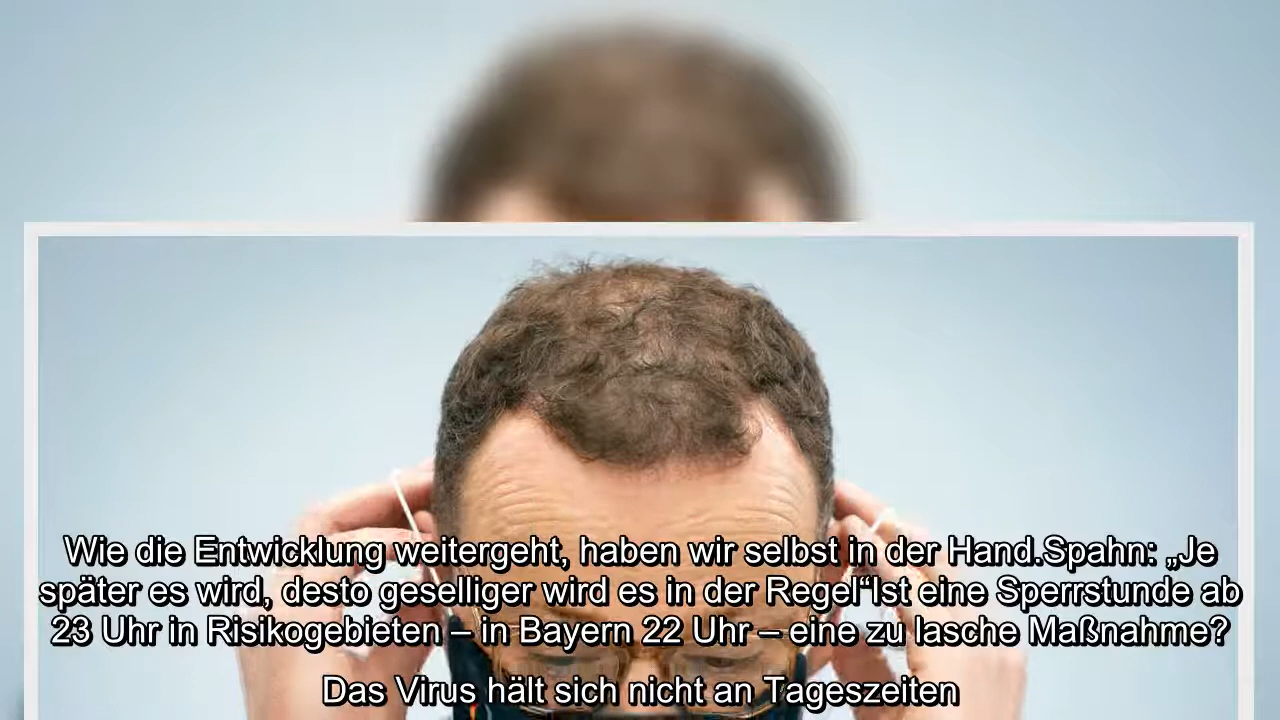 Wie die Entwicklung weitergeht, haben wir selbst in der Hand.Spahn: „Je
später es wird, desto geselliger wird es in der Regel“Ist eine Sperrstunde ab
23 Uhr in Risikogebieten – in Bayern 22 Uhr – eine zu lasche Maßnahme?
Das Virus hält sich nicht an Tageszeiten